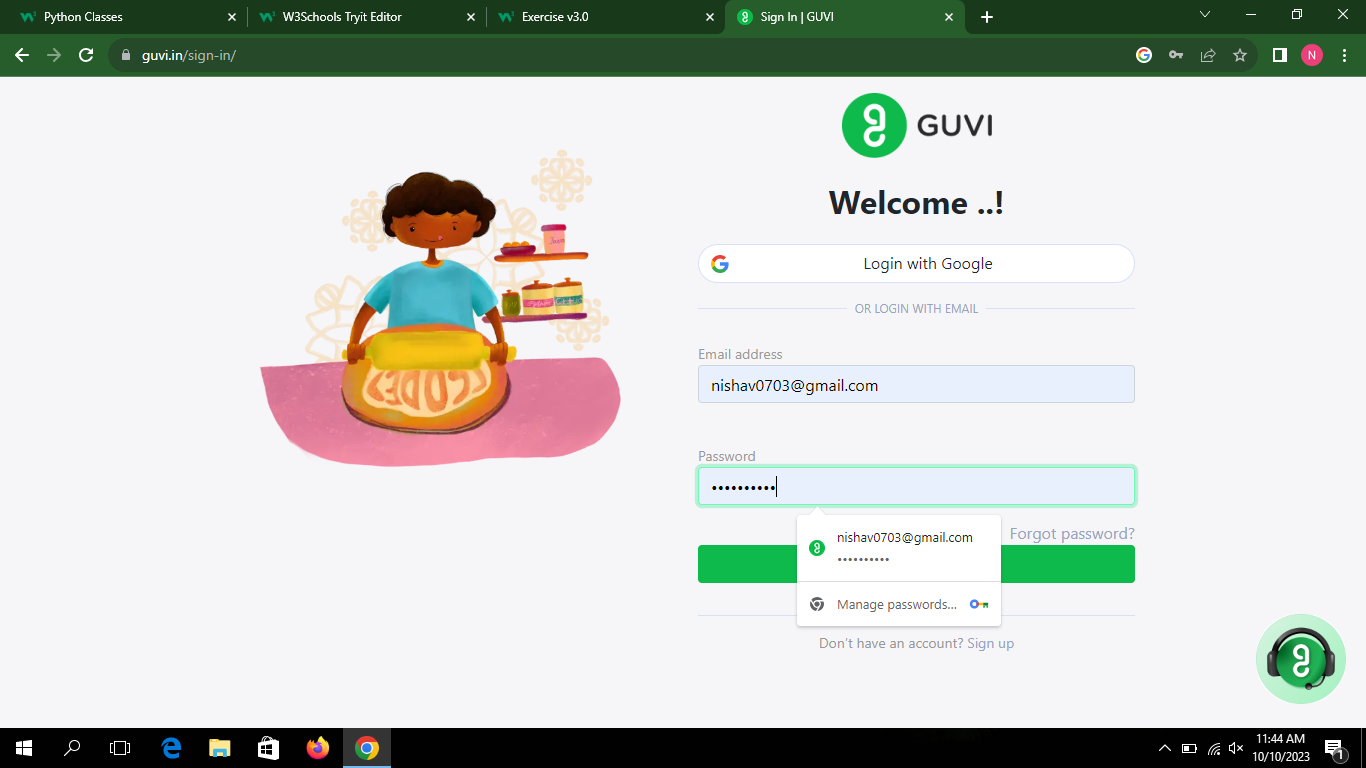 Python Classes
W3Schools Tryit Editor
Exercise v3.0
Sign In | GUVI
guvi.in/sign-in/
N
GUVI
Welcome ..!
Login with Google
OR LOGIN WITH EMAIL
Email address
nishav0703@gmail.com
Password
••••••••••
Forgot password?
nishav0703@gmail.com
••••••••••
Manage passwords...
Don't have an account? Sign up
CODE
11:44 AM
10/10/2023
1